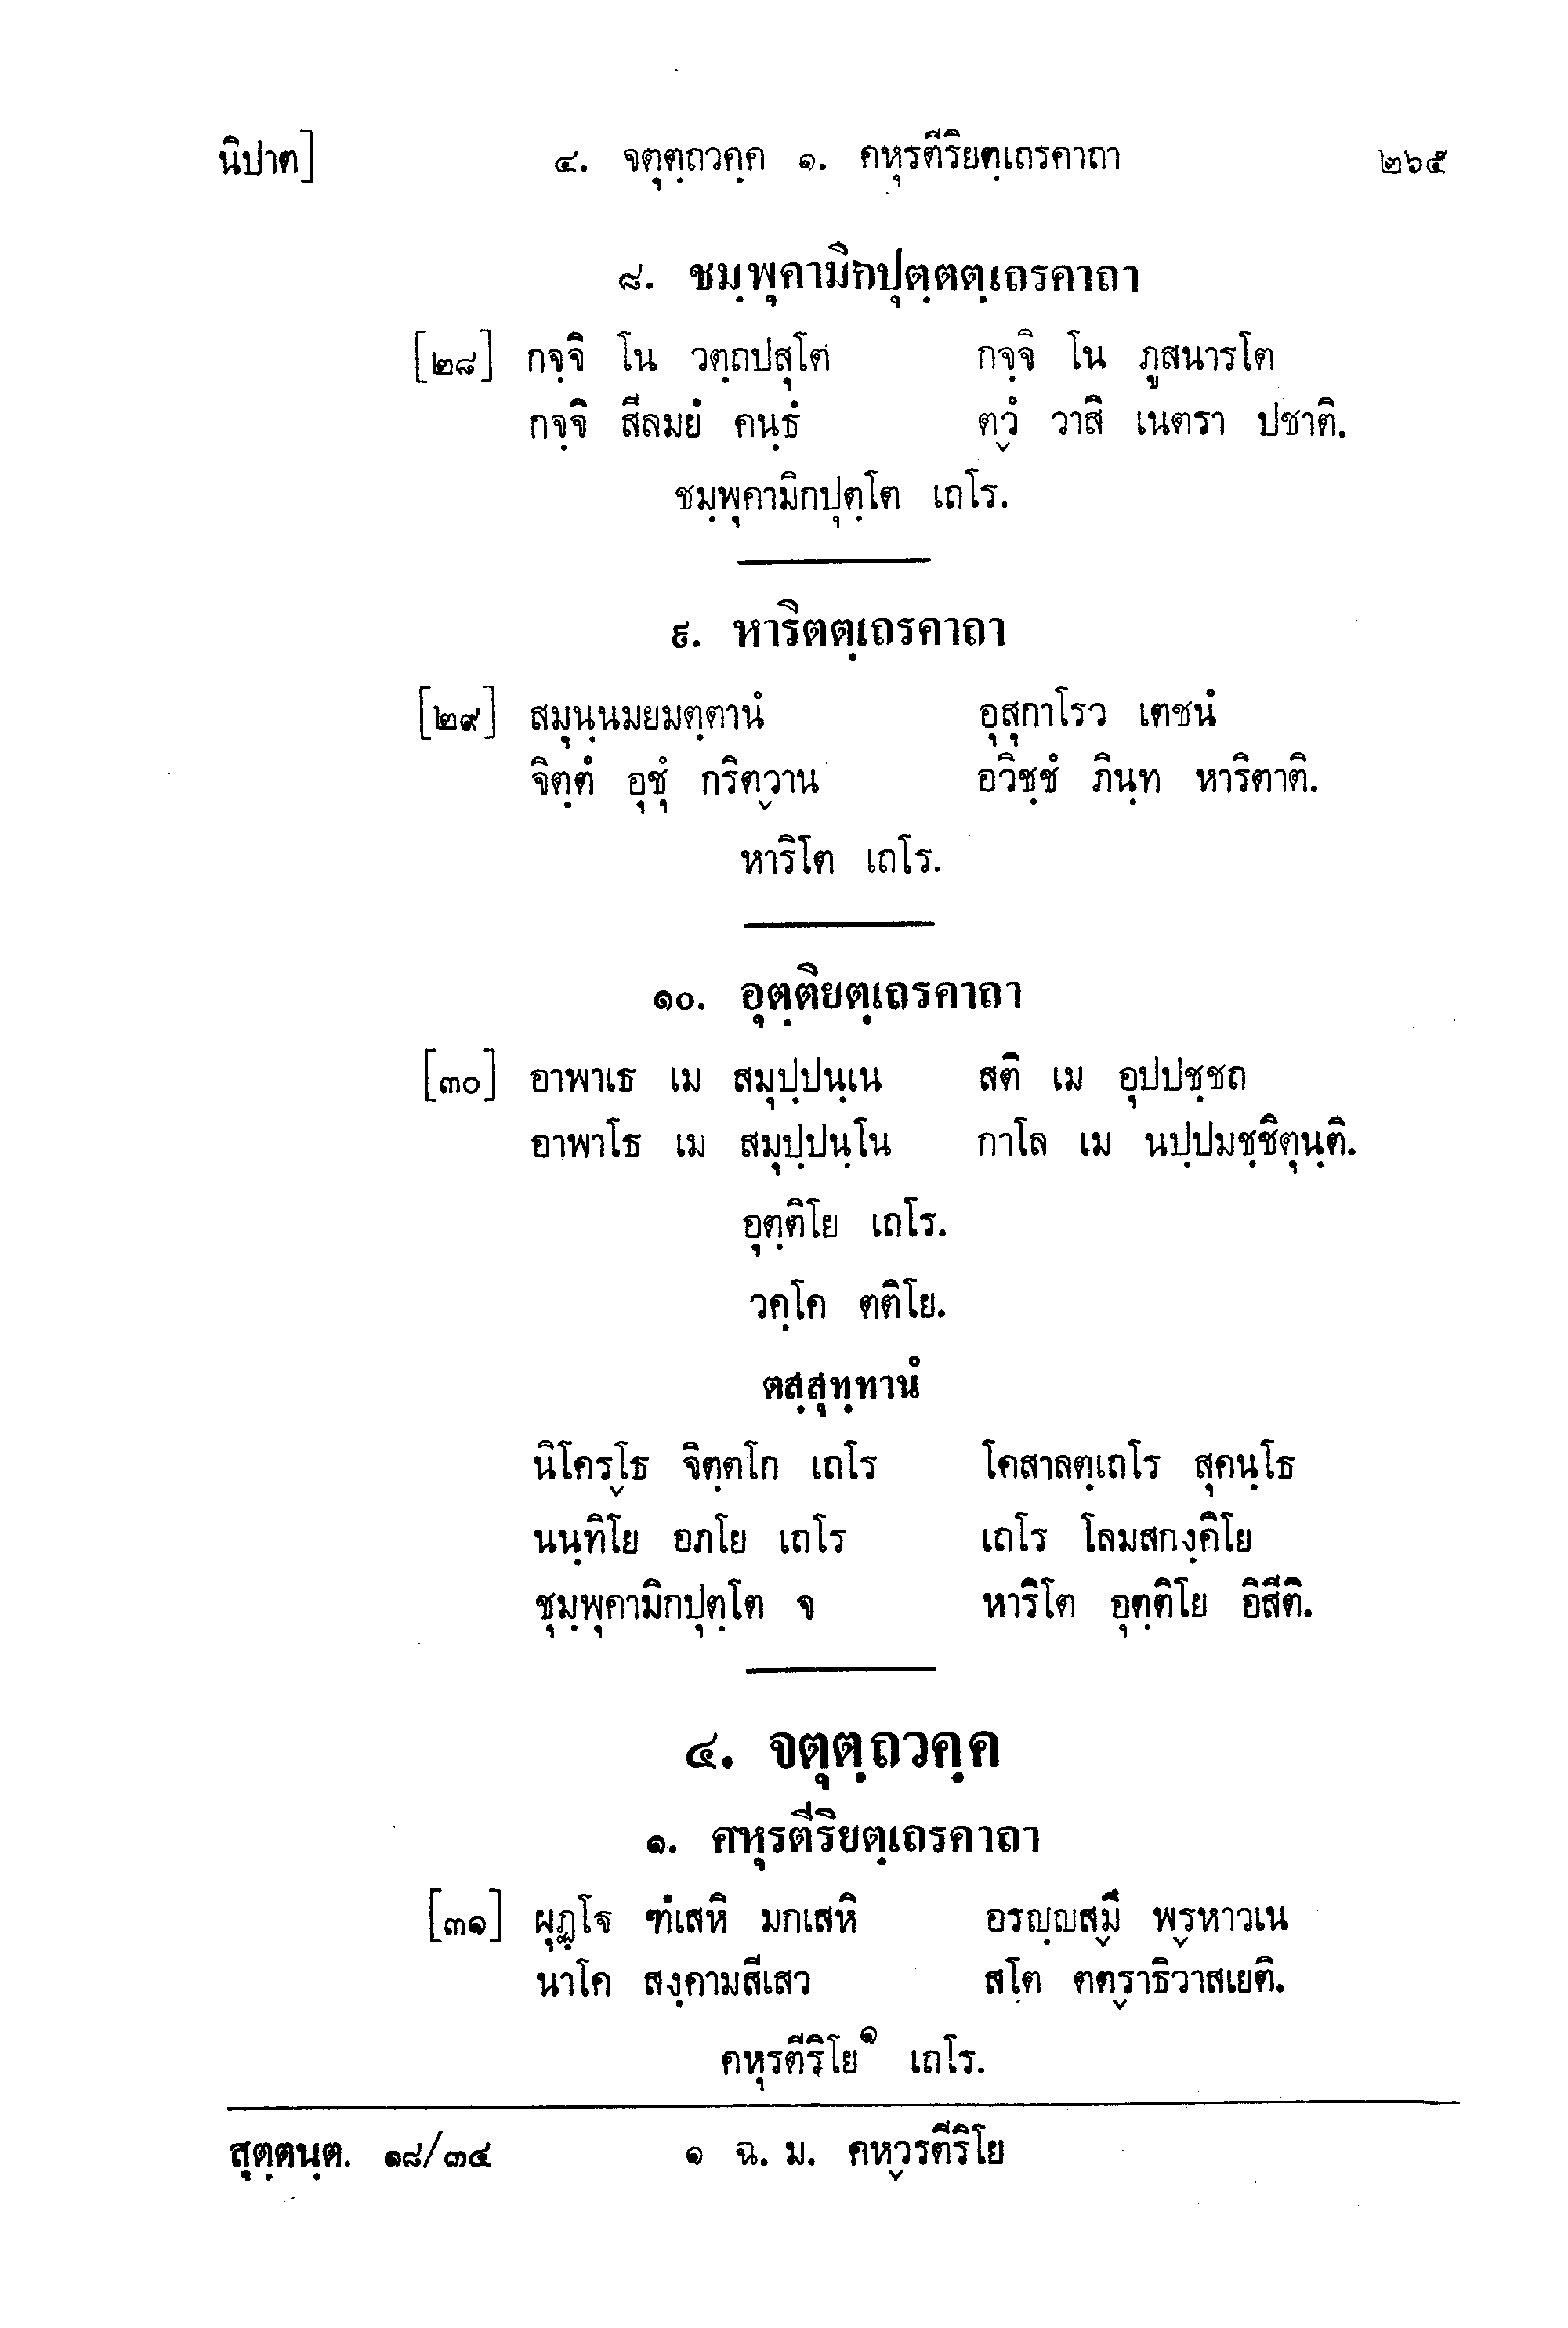 นิปาต] ๔. จตุตฺถวคฺค ๑. คหุรตีริยตฺเถรคาถา ๒๖๕
๘. ชมฺพุคามิกปุตฺตตฺเถรคาถา
[๒๘] กจฺจิ โน วตฺถปสุโต กจฺจิ โน ภูสนารโต
กจฺจิ สีลมยํ คนฺธํ ตฺวํ วาสิ เนตรา ปชาติ.
ชมฺพุคามิกปุตฺโต เถโร.
๙. หาริตตฺเถรคาถา
[๒๙] สมุนฺนมยมตฺตานํ อุสุกาโรว เตชนํ
จิตฺตํ อุชุํ กริตฺวาน อวิชฺชํ ภินฺท หาริตาติ.
หาริโต เถโร.
๑๐. อุตฺติยตฺเถรคาถา
[๓๐] อาพาเธ เม สมุปฺปนฺเน สติ เม อุปปชฺชถ
อาพาโธ เม สมุปฺปนฺโน กาโล เม นปฺปมชฺชิตุนฺติ.
อุตฺติโย เถโร.
วคฺโค ตติโย.
ตสฺสุทฺทานํ
นิโครฺโธ จิตฺตโก เถโร โคสาลตฺเถโร สุคนฺโธ
นนฺทิโย อภโย เถโร เถโร โลมสกงฺคิโย
ชุมฺพุคามิกปุตฺโต จ หาริโต อุตฺติโย อิสีติ.
๔. จตุตฺถวคฺค
๑. คหุรตีริยตฺเถรคาถา
[๓๑] ผุฏฺโฐ ฑํเสหิ มกเสหิ อรญฺญสฺมึ พฺรหาวเน
นาโค สงฺคามสีเสว สโต ตตฺราธิวาสเยติ.
คหุรตีริโย๑ เถโร.
สุตฺตนฺต. ๑๘/๓๔ ๑ ฉ. ม. คหฺวรตีริโย